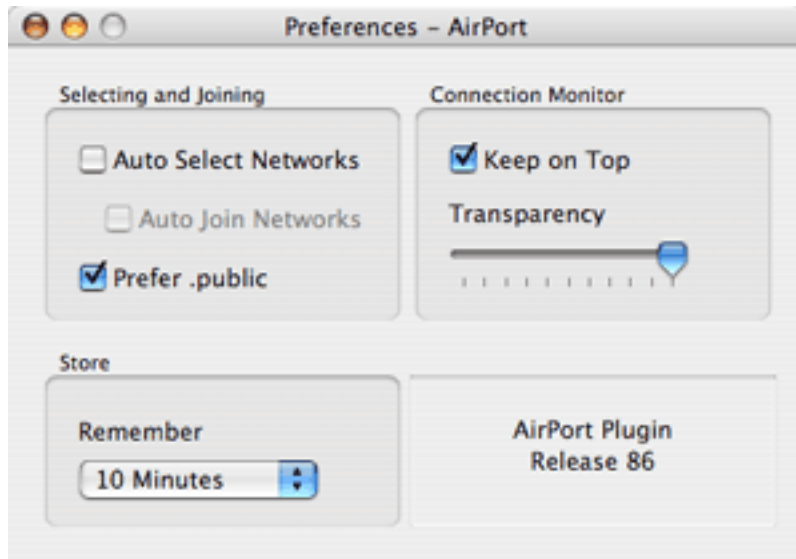 Preferences – AirPort
Selecting and Joining
Auto Select Networks
Auto Join Networks
Prefer .public
Connection Monitor
Keep on Top
Transparency
Store
Remember
10 Minutes
AirPort Plugin
Release 86